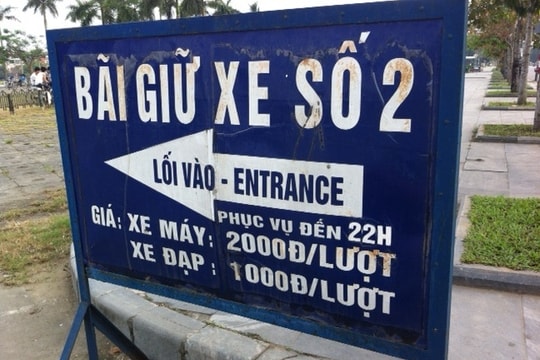 BÃI GIỮ XE SỐ 2
LỐI VÀO - ENTRANCE
PHỤC VỤ ĐẾN 22H
GIÁ: XE MÁY: 2000Đ/LƯỢT
XE ĐẠP: 1000Đ/LƯỢT